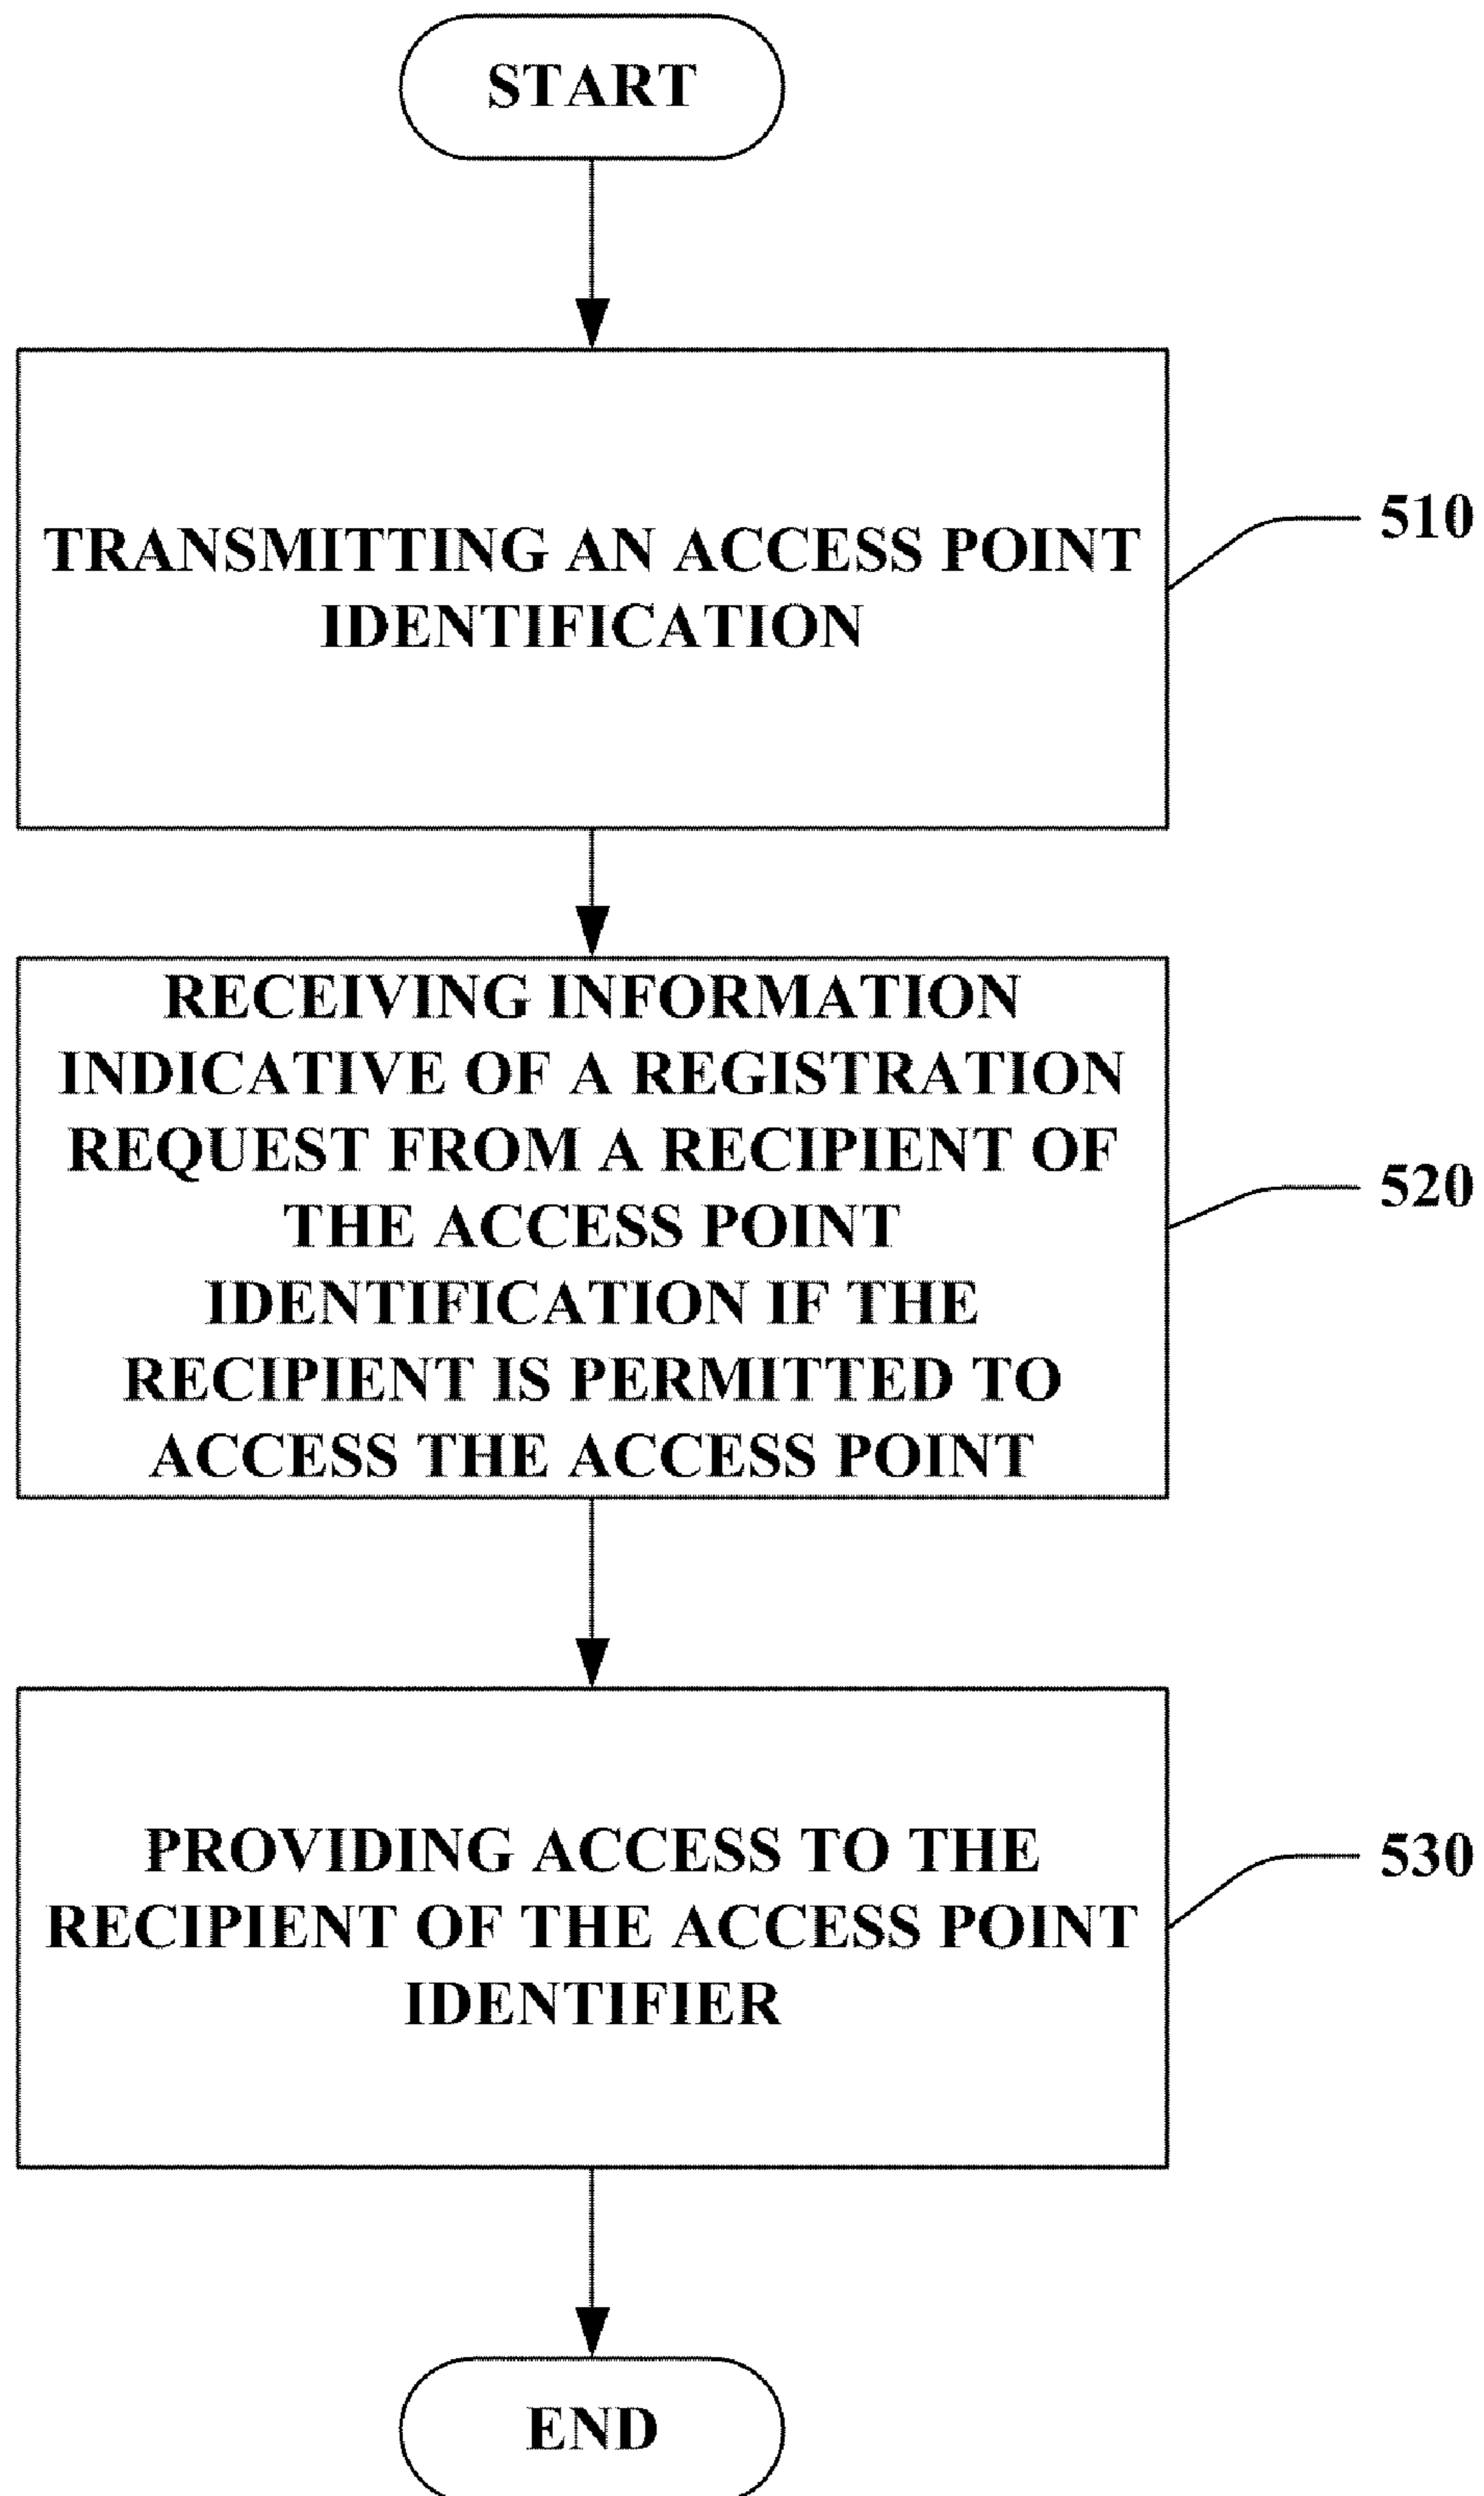 START
TRANSMITTING AN ACCESS POINT
IDENTIFICATION
510
RECEIVING INFORMATION
INDICATIVE OF A REGISTRATION
REQUEST FROM A RECIPIENT OF
THE ACCESS POINT
IDENTIFICATION IF THE
RECIPIENT IS PERMITTED TO
ACCESS THE ACCESS POINT
520
PROVIDING ACCESS TO THE
RECIPIENT OF THE ACCESS POINT
IDENTIFIER
530
END